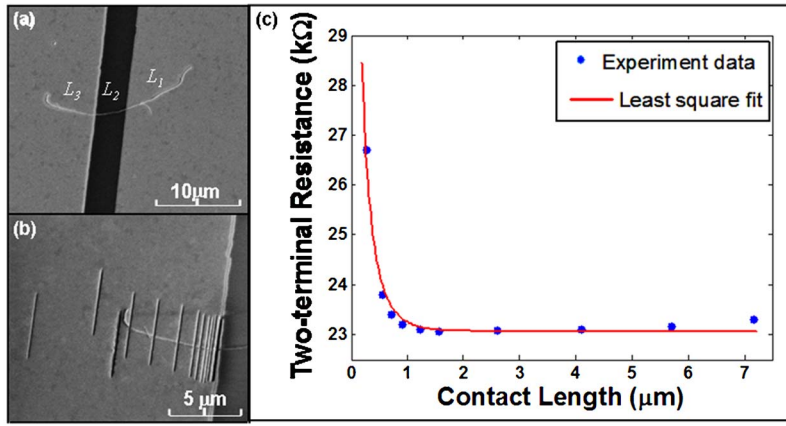 (a)
L3 L2 L1
10μm
(b)
5 μm
(c)
Two-terminal Resistance (kΩ)
29
28
27
26
25
24
23
Experiment data
Least square fit
0 1 2 3 4 5 6 7
Contact Length (μm)